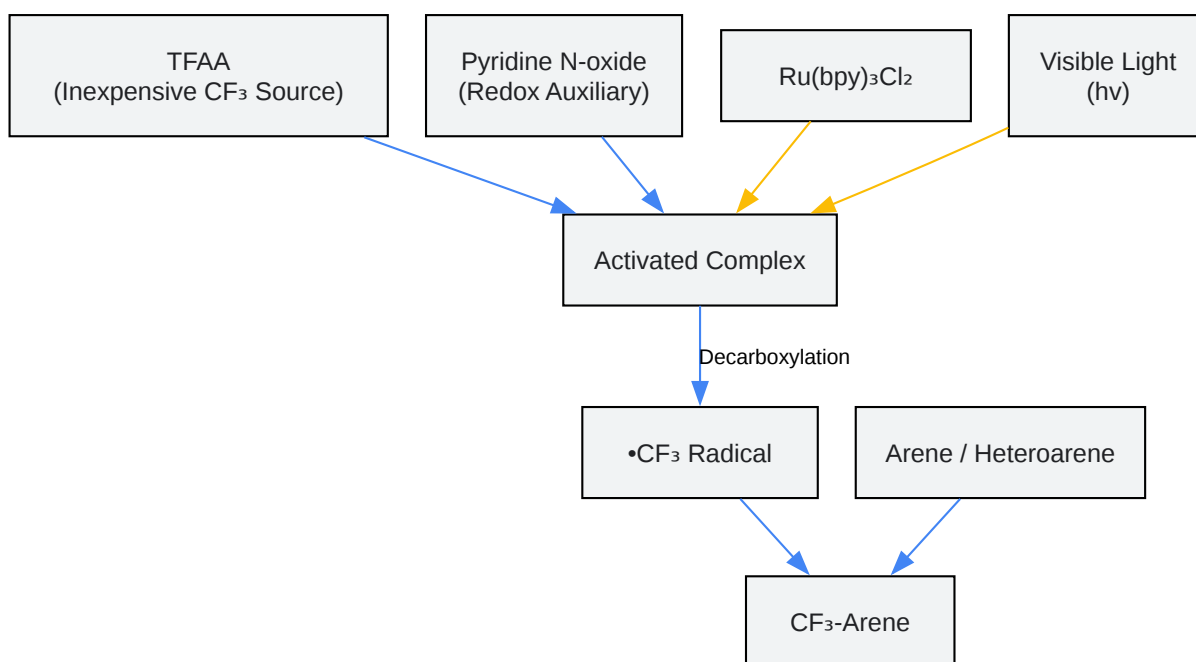 TFAA
(Inexpensive CF₃ Source)
Pyridine N-oxide
(Redox Auxiliary)
Ru(bpy)₃Cl₂
Visible Light
(hv)
Activated Complex
Decarboxylation
•CF₃ Radical
Arene / Heteroarene
CF₃-Arene